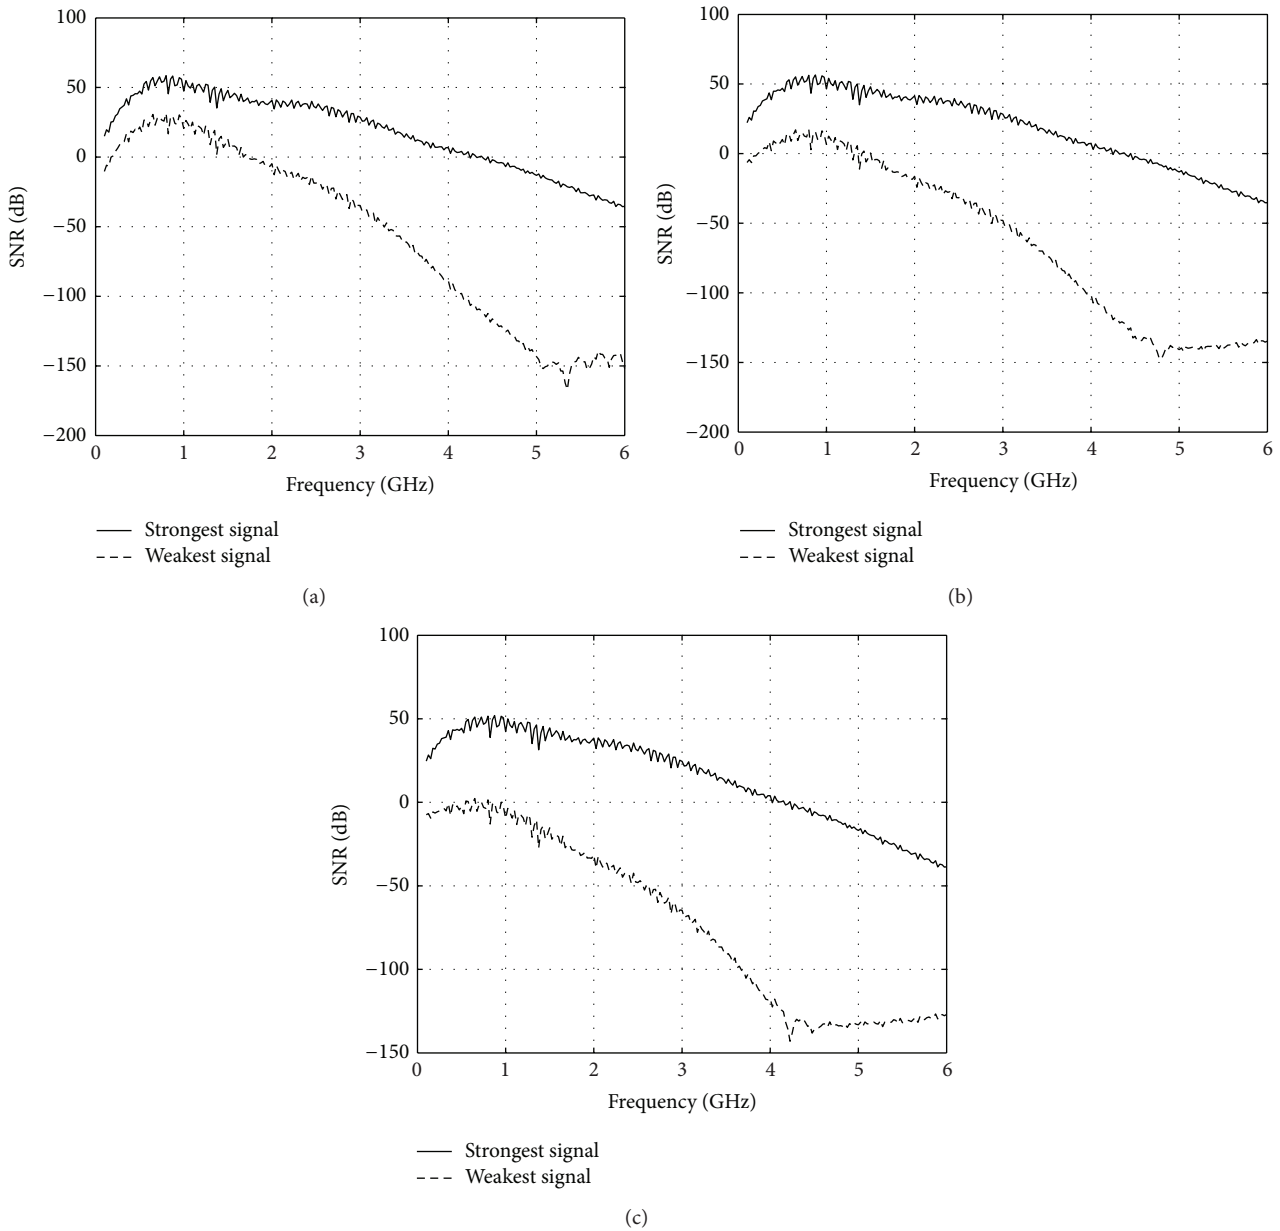 100
50
0
−50
−100
−150
−200
SNR (dB)
0 1 2 3 4 5 6
Frequency (GHz)
Strongest signal
Weakest signal
(a)
100
50
0
−50
−100
−150
−200
SNR (dB)
0 1 2 3 4 5 6
Frequency (GHz)
Strongest signal
Weakest signal
(b)
100
50
0
−50
−100
−150
SNR (dB)
0 1 2 3 4 5 6
Frequency (GHz)
Strongest signal
Weakest signal
(c)